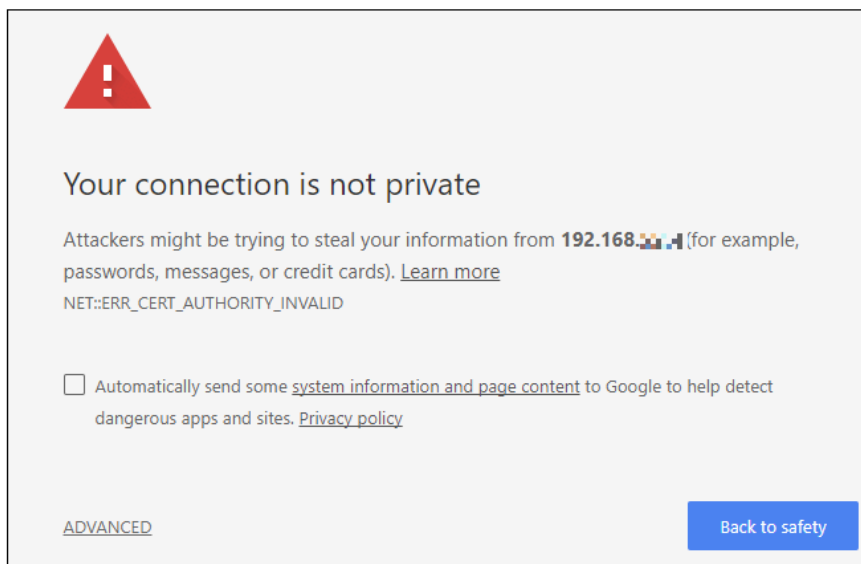 Your connection is not private
Attackers might be trying to steal your information from 192.168. (for example,
passwords, messages, or credit cards). Learn more
NET::ERR_CERT_AUTHORITY_INVALID
Automatically send some system information and page content to Google to help detect
dangerous apps and sites. Privacy policy
ADVANCED
Back to safety